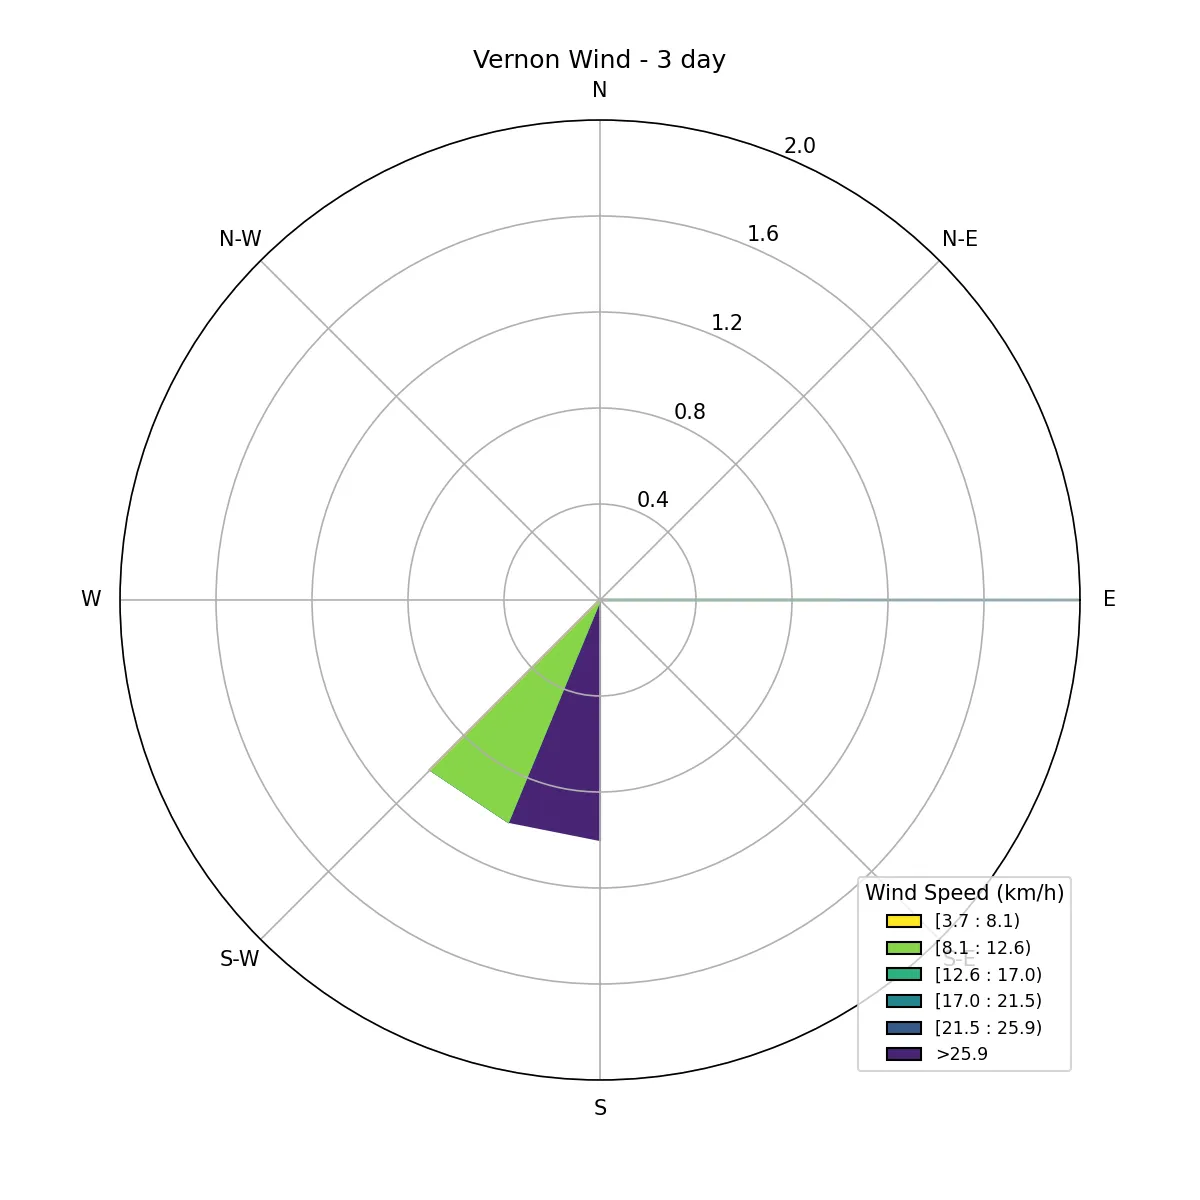 Vernon Wind - 3 day
N
2.0
1.6
N-W
N-E
1.2
0.8
0.4
W
E
Wind Speed (km/h)
[3.7 : 8.1)
[8.1 : 12.6)
S-W
S-E
[12.6 : 17.0)
[17.0 : 21.5)
[21.5 : 25.9)
>25.9
S